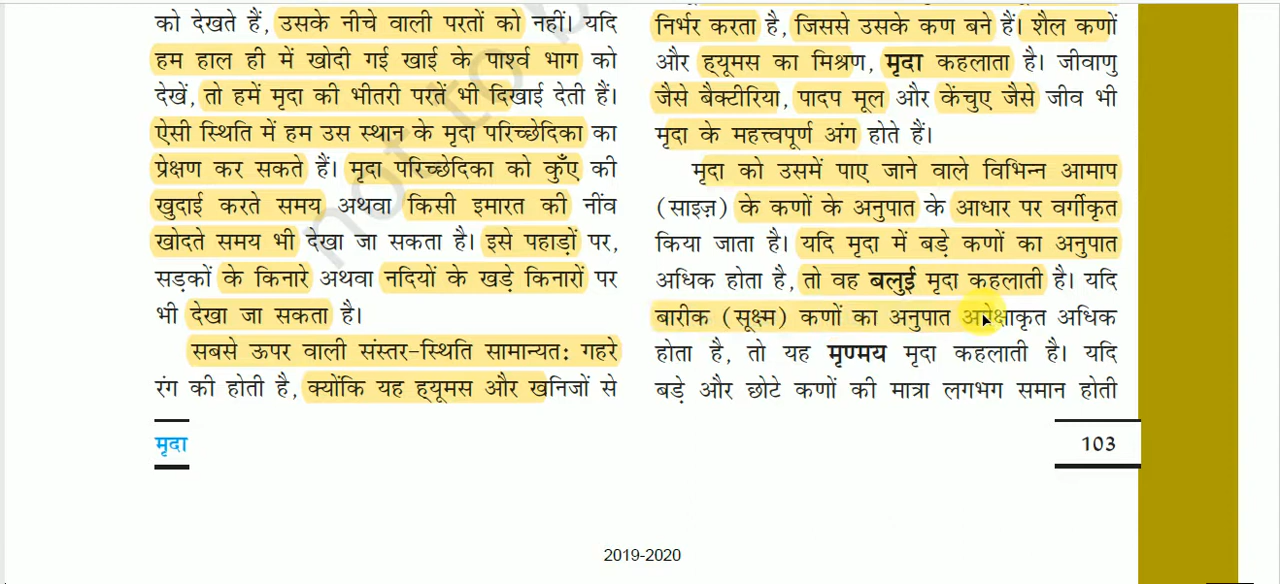 को देखते हैं, उसके नीचे वाली परतों को नहीं। यदि
हम हाल ही में खोदी गई खाई के पार्श्व भाग को
देखें, तो हमें मृदा की भीतरी परतें भी दिखाई देती हैं।
ऐसी स्थिति में हम उस स्थान के मृदा परिच्छेदिका का
प्रेक्षण कर सकते हैं। मृदा परिच्छेदिका को कुँए की
खुदाई करते समय अथवा किसी इमारत की नींव
खोदते समय भी देखा जा सकता है। इसे पहाड़ों पर,
सड़कों के किनारे अथवा नदियों के खड़े किनारों पर
भी देखा जा सकता है।
सबसे ऊपर वाली संस्तर-स्थिति सामान्यत: गहरे
रंग की होती है, क्योंकि यह ह्यूमस और खनिजों से
निर्भर करता है, जिससे उसके कण बने हैं। शैल कणों
और ह्यूमस का मिश्रण, मृदा कहलाता है। जीवाणु
जैसे बैक्टीरिया, पादप मूल और केंचुए जैसे जीव भी
मृदा के महत्त्वपूर्ण अंग होते हैं।
मृदा को उसमें पाए जाने वाले विभिन्न आमाप
(साइज़) के कणों के अनुपात के आधार पर वर्गीकृत
किया जाता है। यदि मृदा में बड़े कणों का अनुपात
अधिक होता है, तो वह बलुई मृदा कहलाती है। यदि
बारीक (सूक्ष्म) कणों का अनुपात अपेक्षाकृत अधिक
होता है, तो यह मृण्मय मृदा कहलाती है। यदि
बड़े और छोटे कणों की मात्रा लगभग समान होती
मृदा
103
2019-2020
not to b